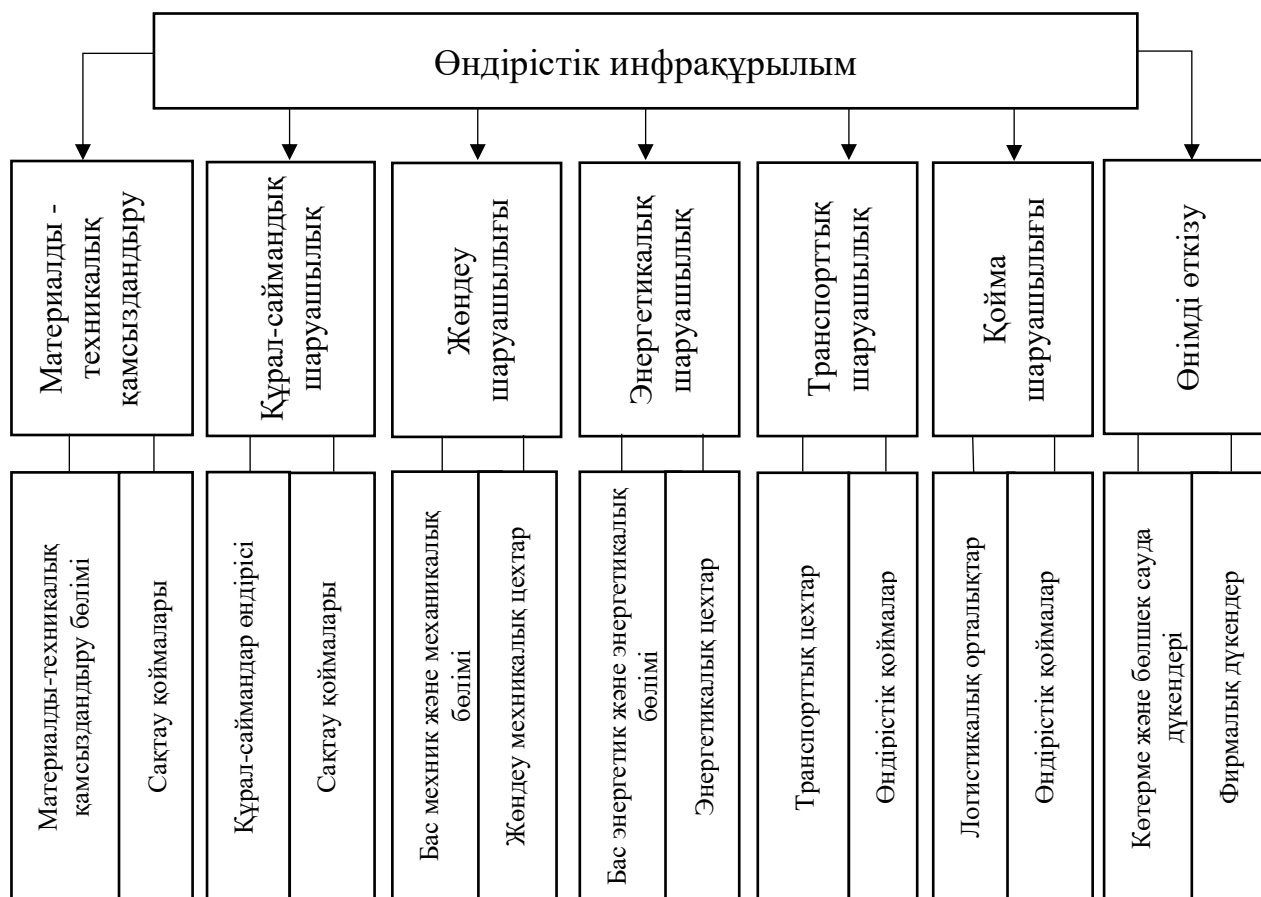 Өндірістік инфрақұрылым
Материалды -
техникалық
қамсыздандыру
Құрал-саймандық
шаруашылық
Жөндеу
шаруашылығы
Энергетикалық
шаруашылық
Транспорттық
шаруашылық
Қойма
шаруашылығы
Өнімді өткізу
Материалды-техникалық
қамсыздандыру бөлімі
Сақтау қоймалары
Құрал-саймандар өндірісі
Сақтау қоймалары
Бас мехник және механикалық
бөлімі
Жөндеу мехникалық цехтар
Бас энергетик және энергетикалық
бөлімі
Энергетикалық цехтар
Транспорттық цехтар
Өндірістік қоймалар
Логистикалық орталықтар
Өндірістік қоймалар
Көтерме және бөлшек сауда
дүкендері
Фирмалық дүкендер